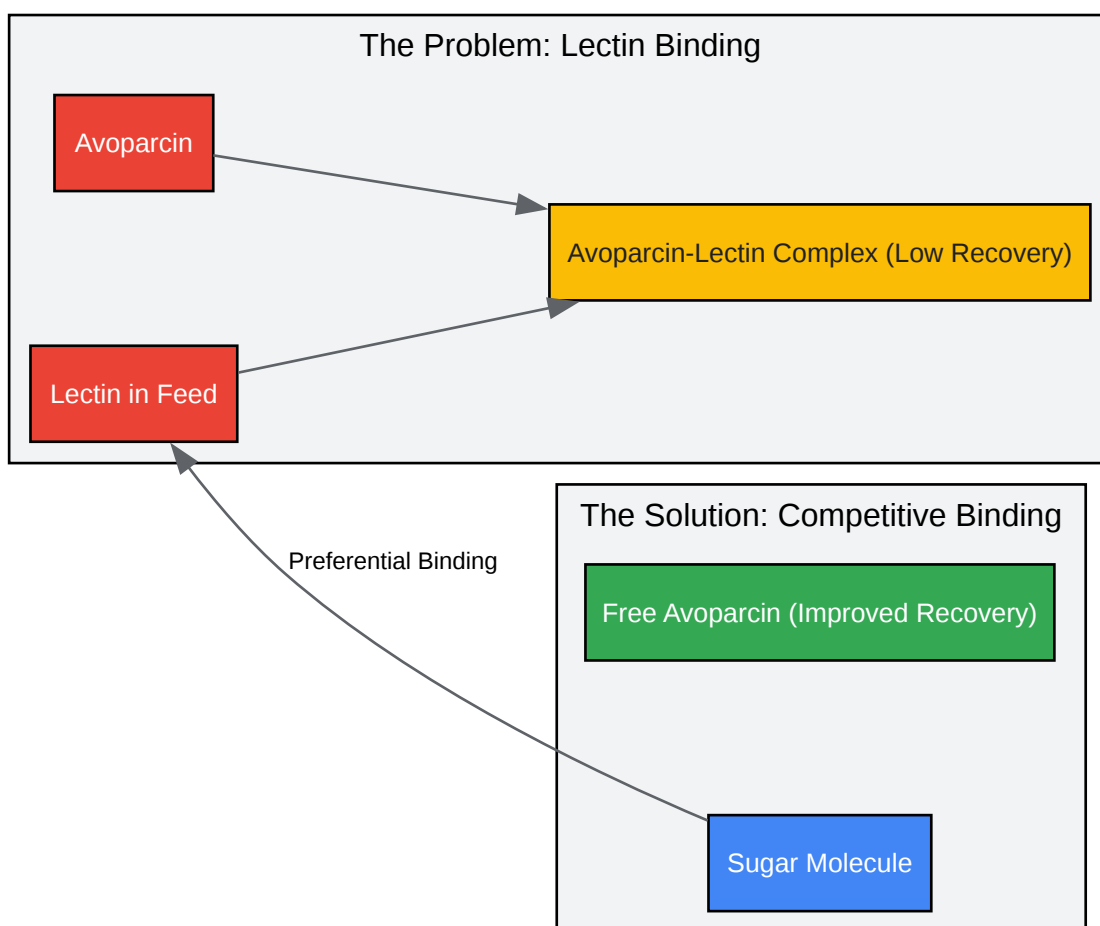 The Problem: Lectin Binding
Avoparcin
Avoparcin-Lectin Complex (Low Recovery)
Lectin in Feed
The Solution: Competitive Binding
Preferential Binding
Free Avoparcin (Improved Recovery)
Sugar Molecule